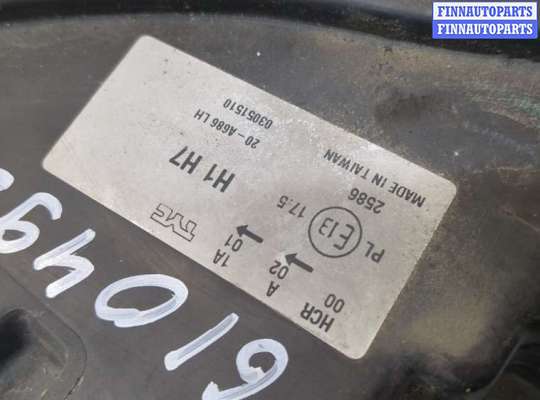 FINNAUTOPARTS
FINNAUTOPARTS
HCR
00
A
02
1A
01
TYC
PL
E13
17.5
2586
MADE IN TAIWAN
H1 H7
20-A686 LH
03051510